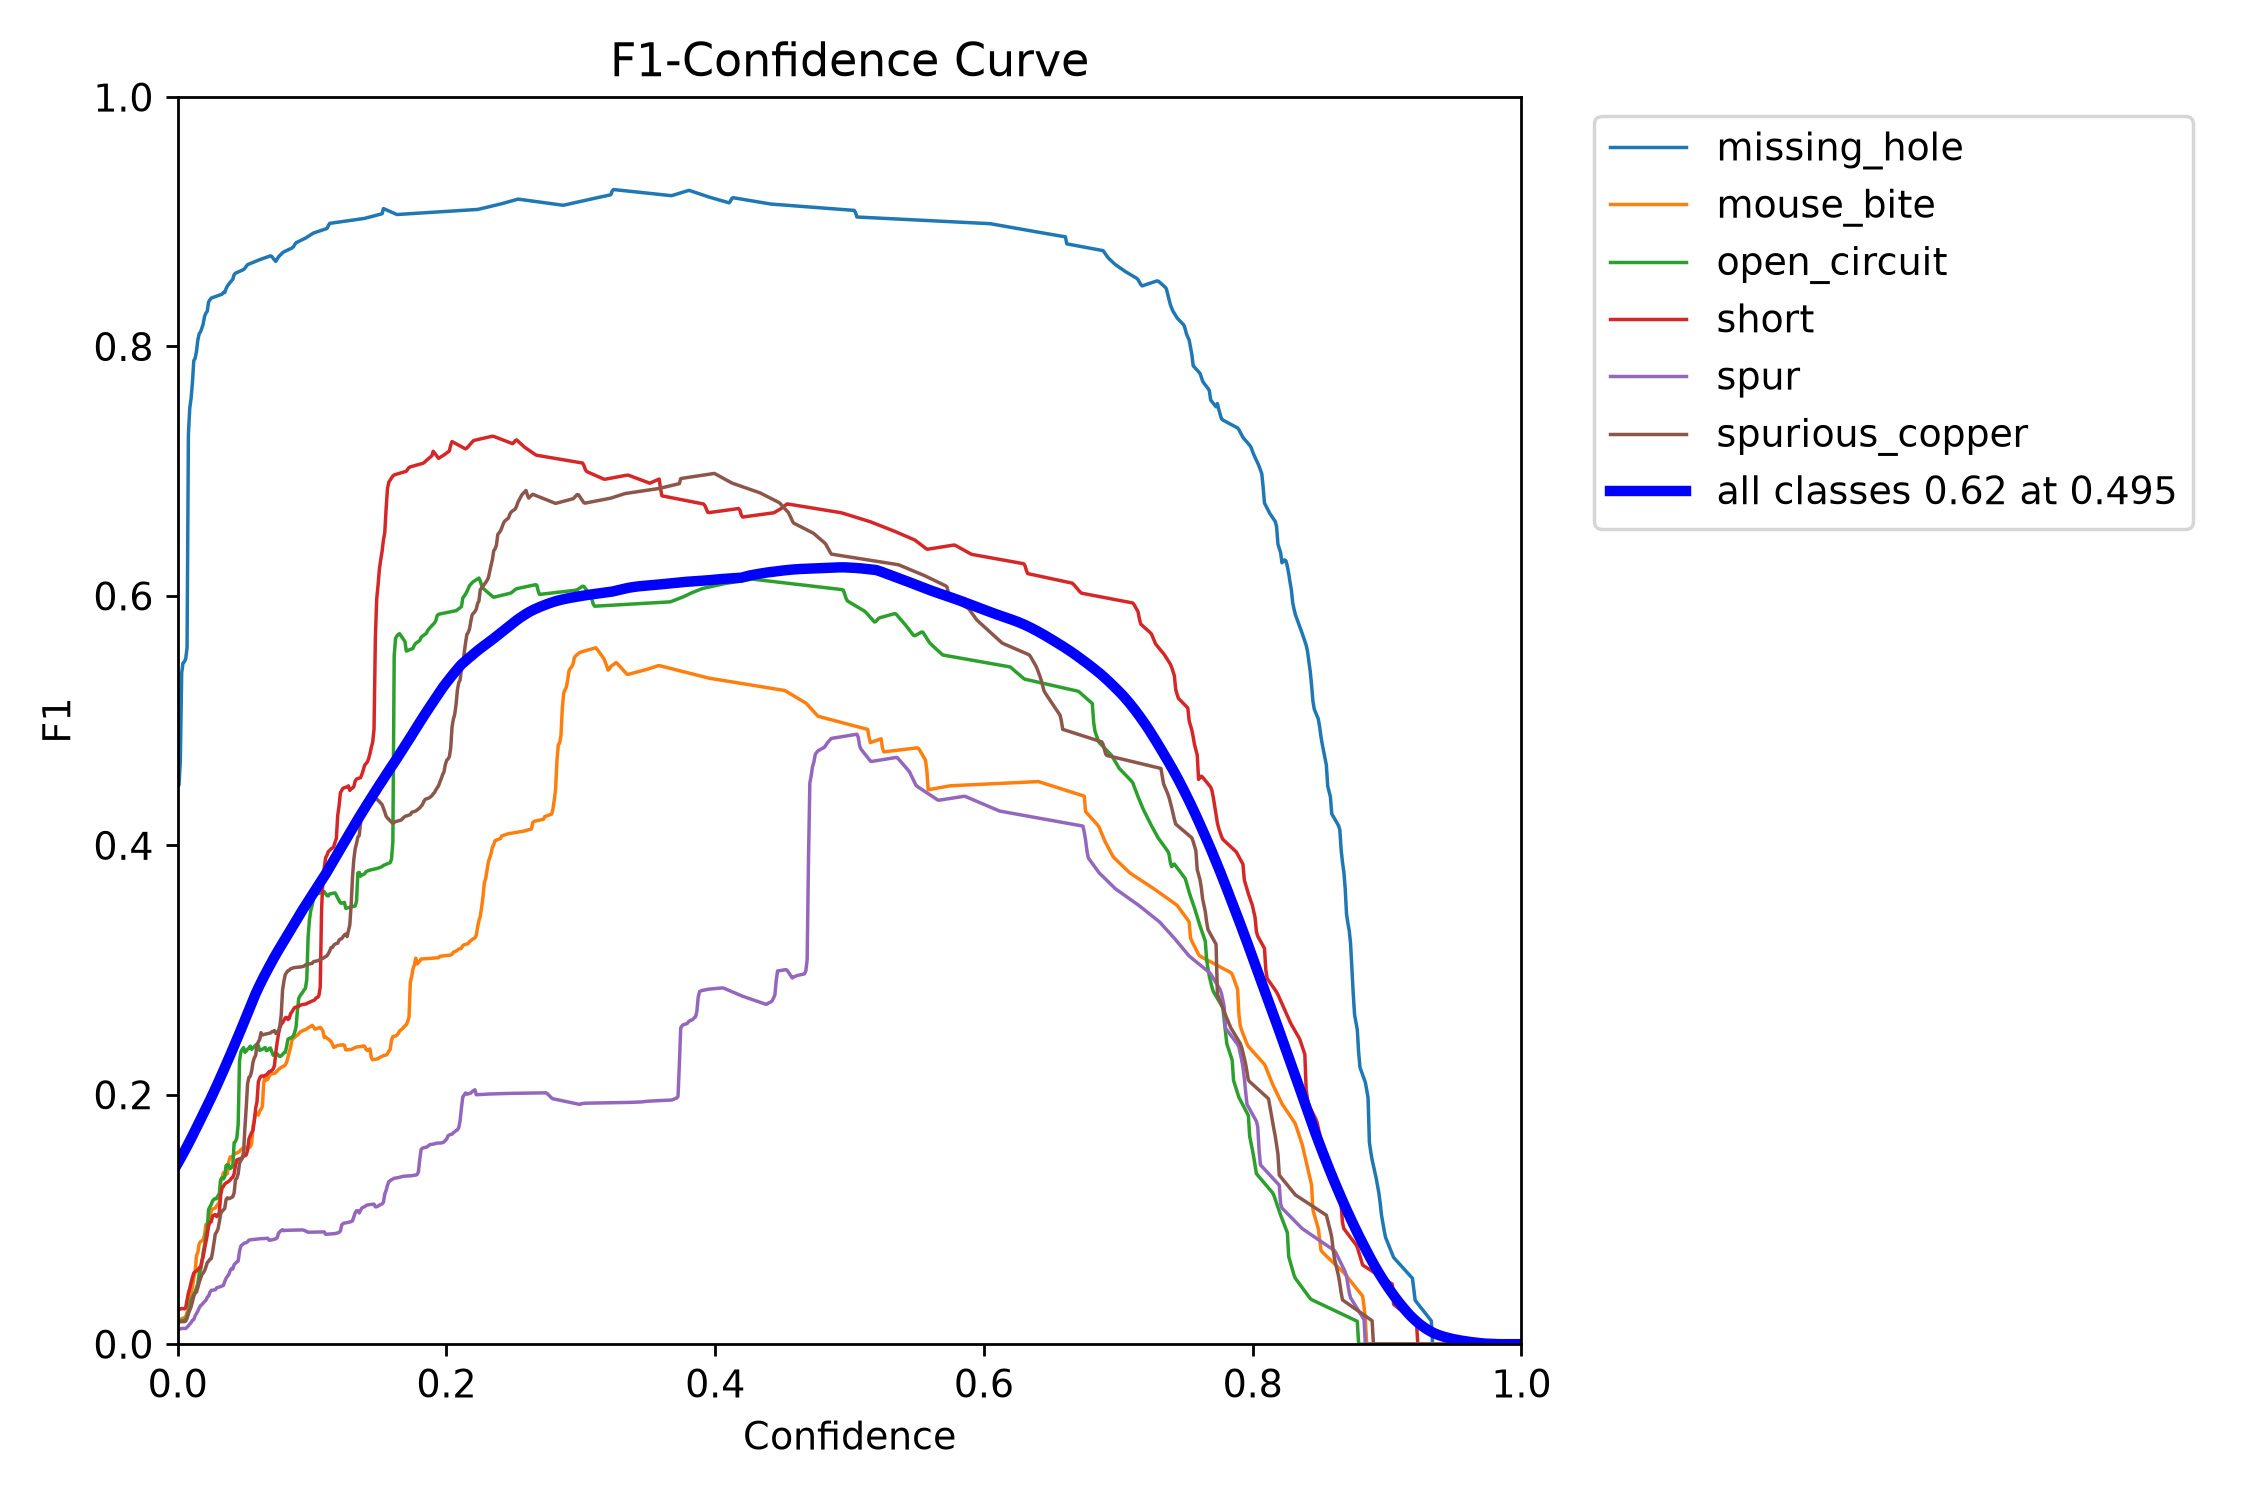 F1-Confidence Curve
1.0
0.8
0.6
0.4
0.2
0.0
F1
0.0 0.2 0.4 0.6 0.8 1.0
Confidence
missing_hole
mouse_bite
open_circuit
short
spur
spurious_copper
all classes 0.62 at 0.495